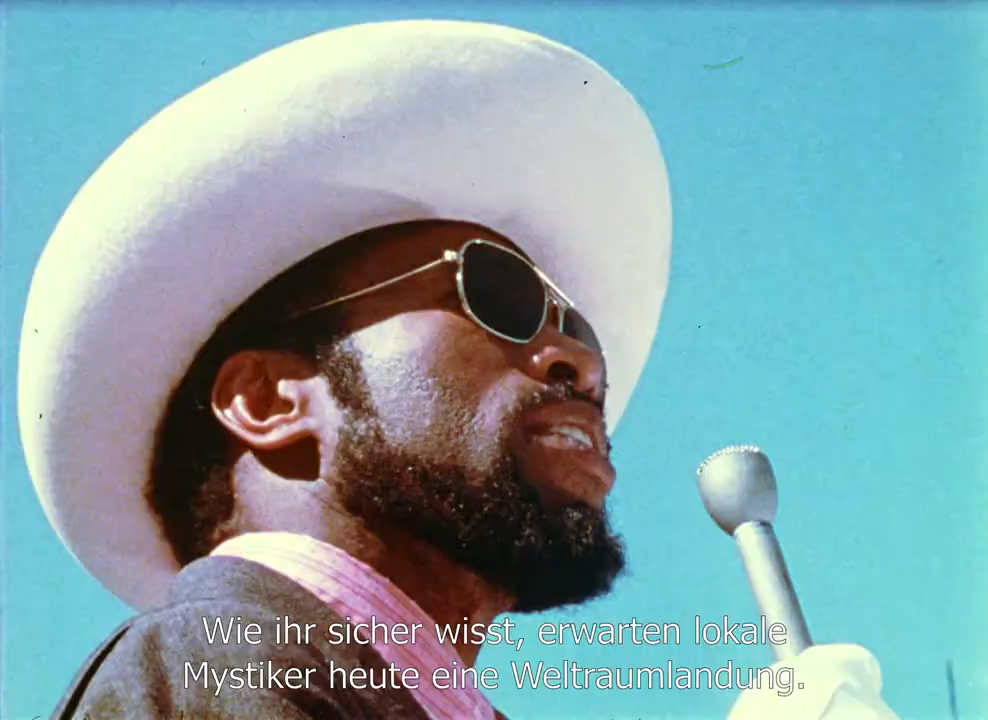 Wie ihr sicher wisst, erwarten lokale
Mystiker heute eine Weltraumlandung.